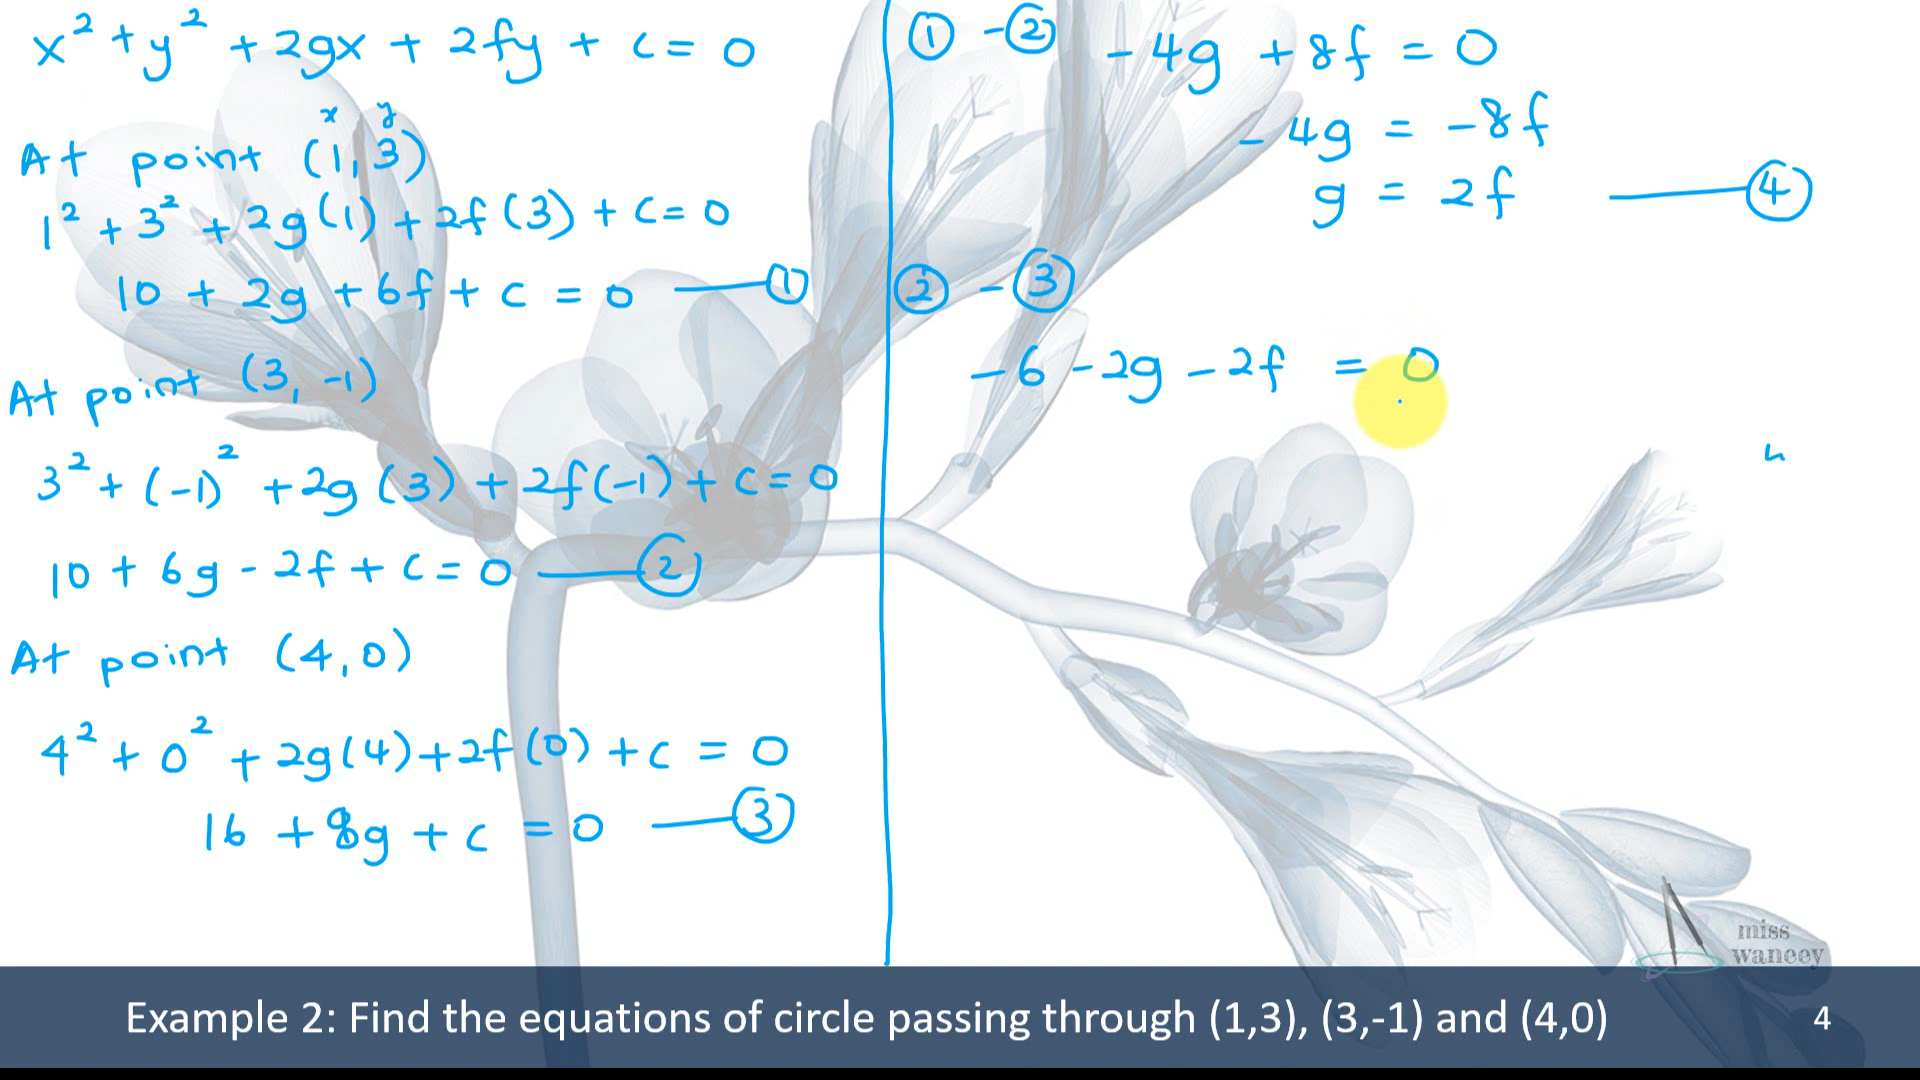 x² + y² + 2gx + 2fy + c = 0
x y
At point (1, 3)
1² + 3² + 2g(1) + 2f(3) + c = 0
10 + 2g + 6f + c = 0 —— ①
At point (3, -1)
3² + (-1)² + 2g(3) + 2f(-1) + c = 0
10 + 6g - 2f + c = 0 —— ②
At point (4, 0)
4² + 0² + 2g(4) + 2f(0) + c = 0
16 + 8g + c = 0 —— ③
① - ② -4g + 8f = 0
-4g = -8f
g = 2f —— ④
② - ③
-6 - 2g - 2f = 0
miss
waneey
Example 2: Find the equations of circle passing through (1,3), (3,-1) and (4,0)
4